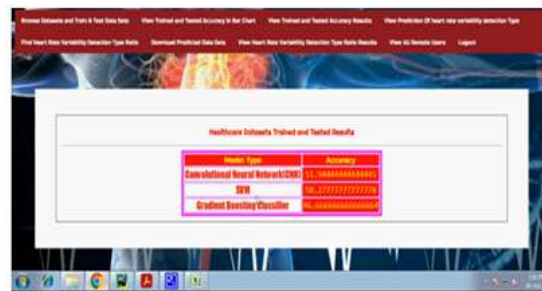 Browse Datasets and Train & Test Data Sets
View Trained and Tested Accuracy in Bar Chart
View Trained and Tested Accuracy Results
View Prediction Of heart rate variability detection Type
Find Heart Rate Variability Detection Type Ratio
Download Predicted Data Sets
View Heart Rate Variability Detection Type Ratio Results
View All Remote Users
Logout
Healthcare Datasets Trained and Tested Results
Model Type Accuracy
Convolutional Neural Network(CNN)
SVM
Gradient Boosting Classifier